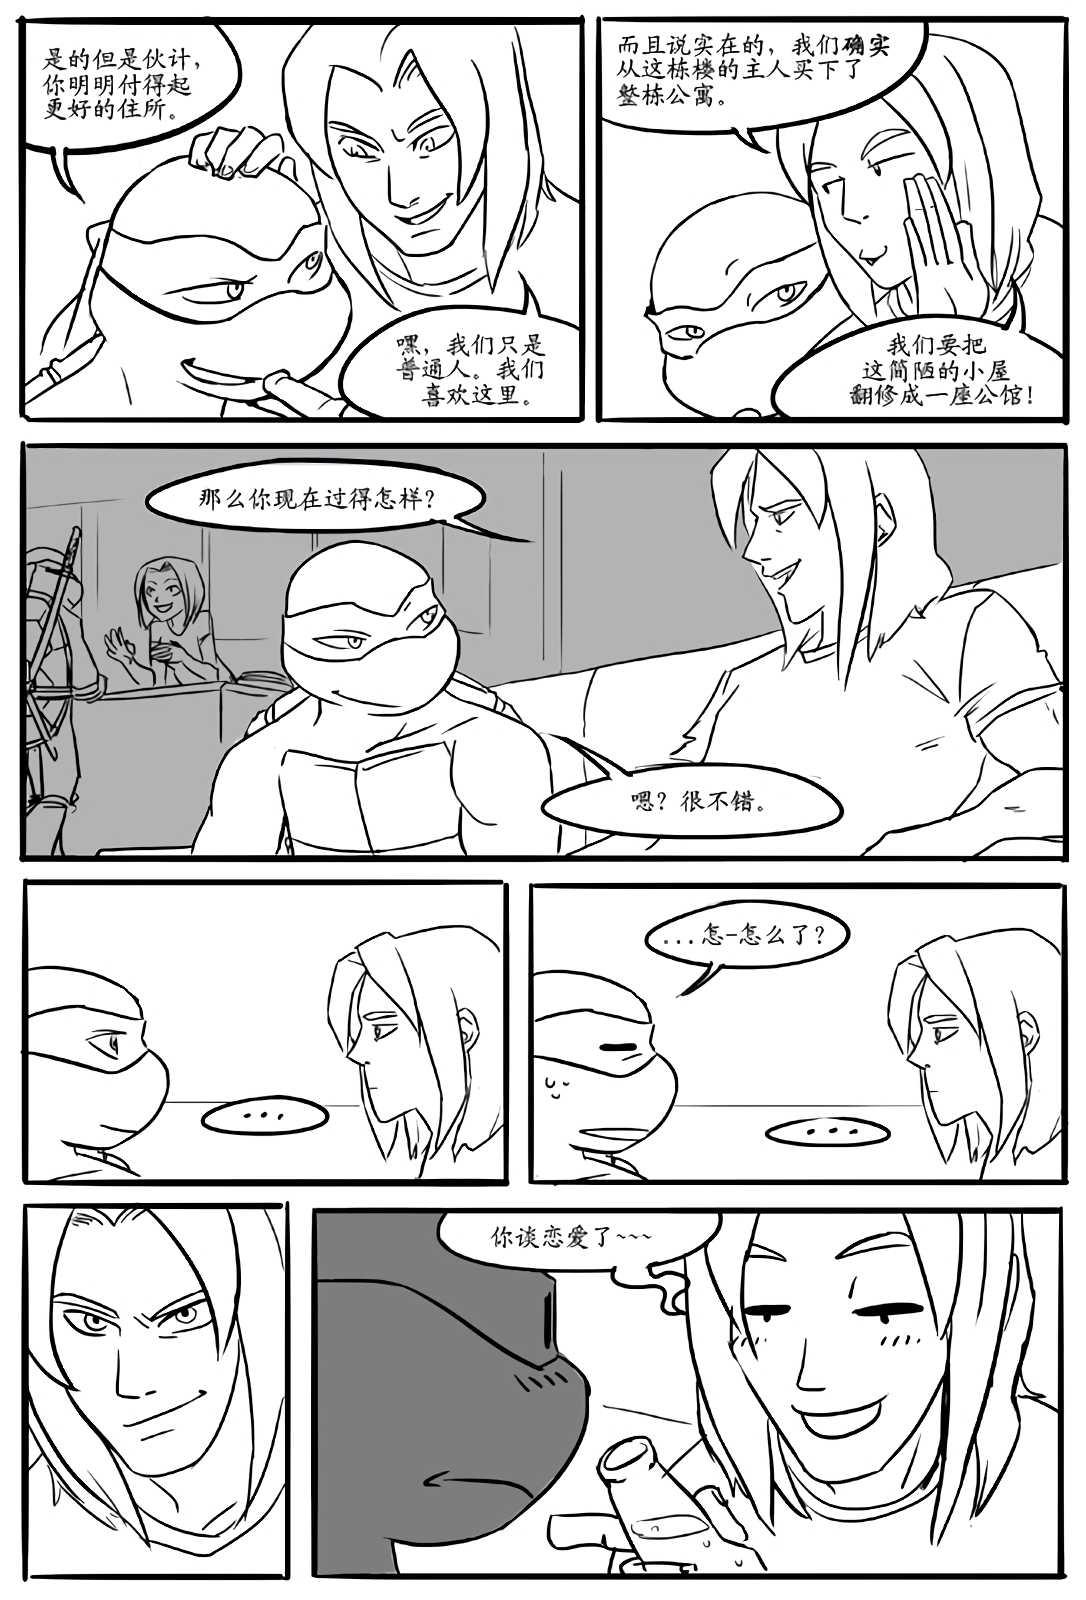 是的但是伙计，
你明明付得起
更好的住所。
嘿，我们只是
普通人。我们
喜欢这里。
而且说实在的，我们确实
从这栋楼的主人买下了
整栋公寓。
我们要把
这简陋的小屋
翻修成一座公馆！
那么你现在过得怎样？
嗯？很不错。
...
...怎-怎么了？
...
你谈恋爱了~~~